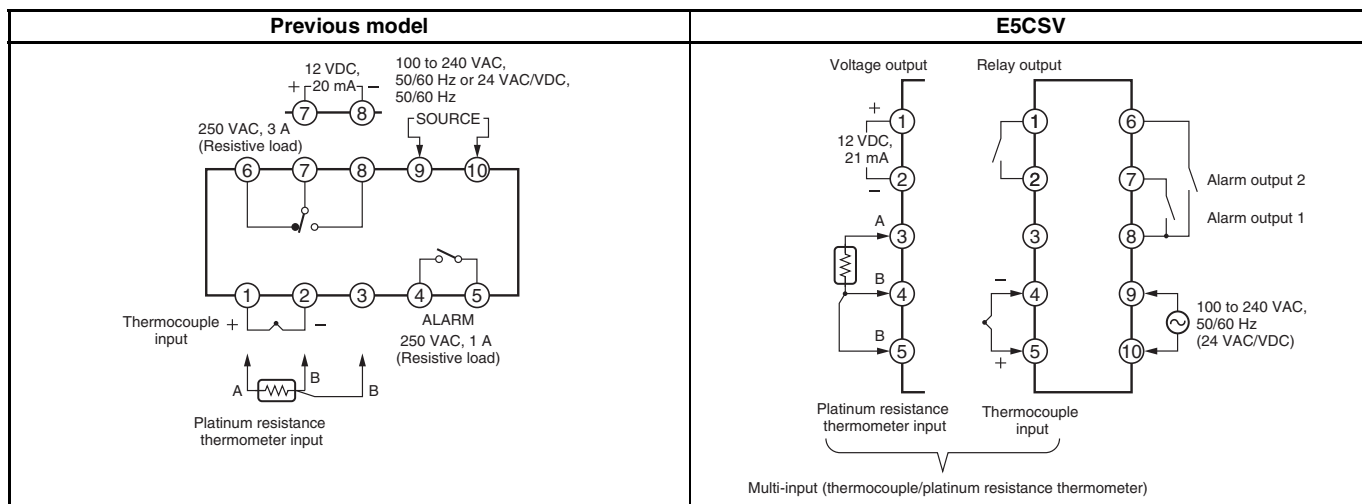 Previous model
12 VDC,
20 mA
+
−
7
8
100 to 240 VAC,
50/60 Hz or 24 VAC/VDC,
50/60 Hz
SOURCE
250 VAC, 3 A
(Resistive load)
6
7
8
9
10
1
2
3
4
5
Thermocouple
input
+
−
ALARM
250 VAC, 1 A
(Resistive load)
A
B
B
Platinum resistance
thermometer input
E5CSV
Voltage output
Relay output
+
1
12 VDC,
21 mA
2
−
A
3
B
4
B
5
1
2
3
−
4
+
5
6
7
8
9
10
Alarm output 2
Alarm output 1
100 to 240 VAC,
50/60 Hz
(24 VAC/VDC)
Platinum resistance
thermometer input
Thermocouple
input
Multi-input (thermocouple/platinum resistance thermometer)